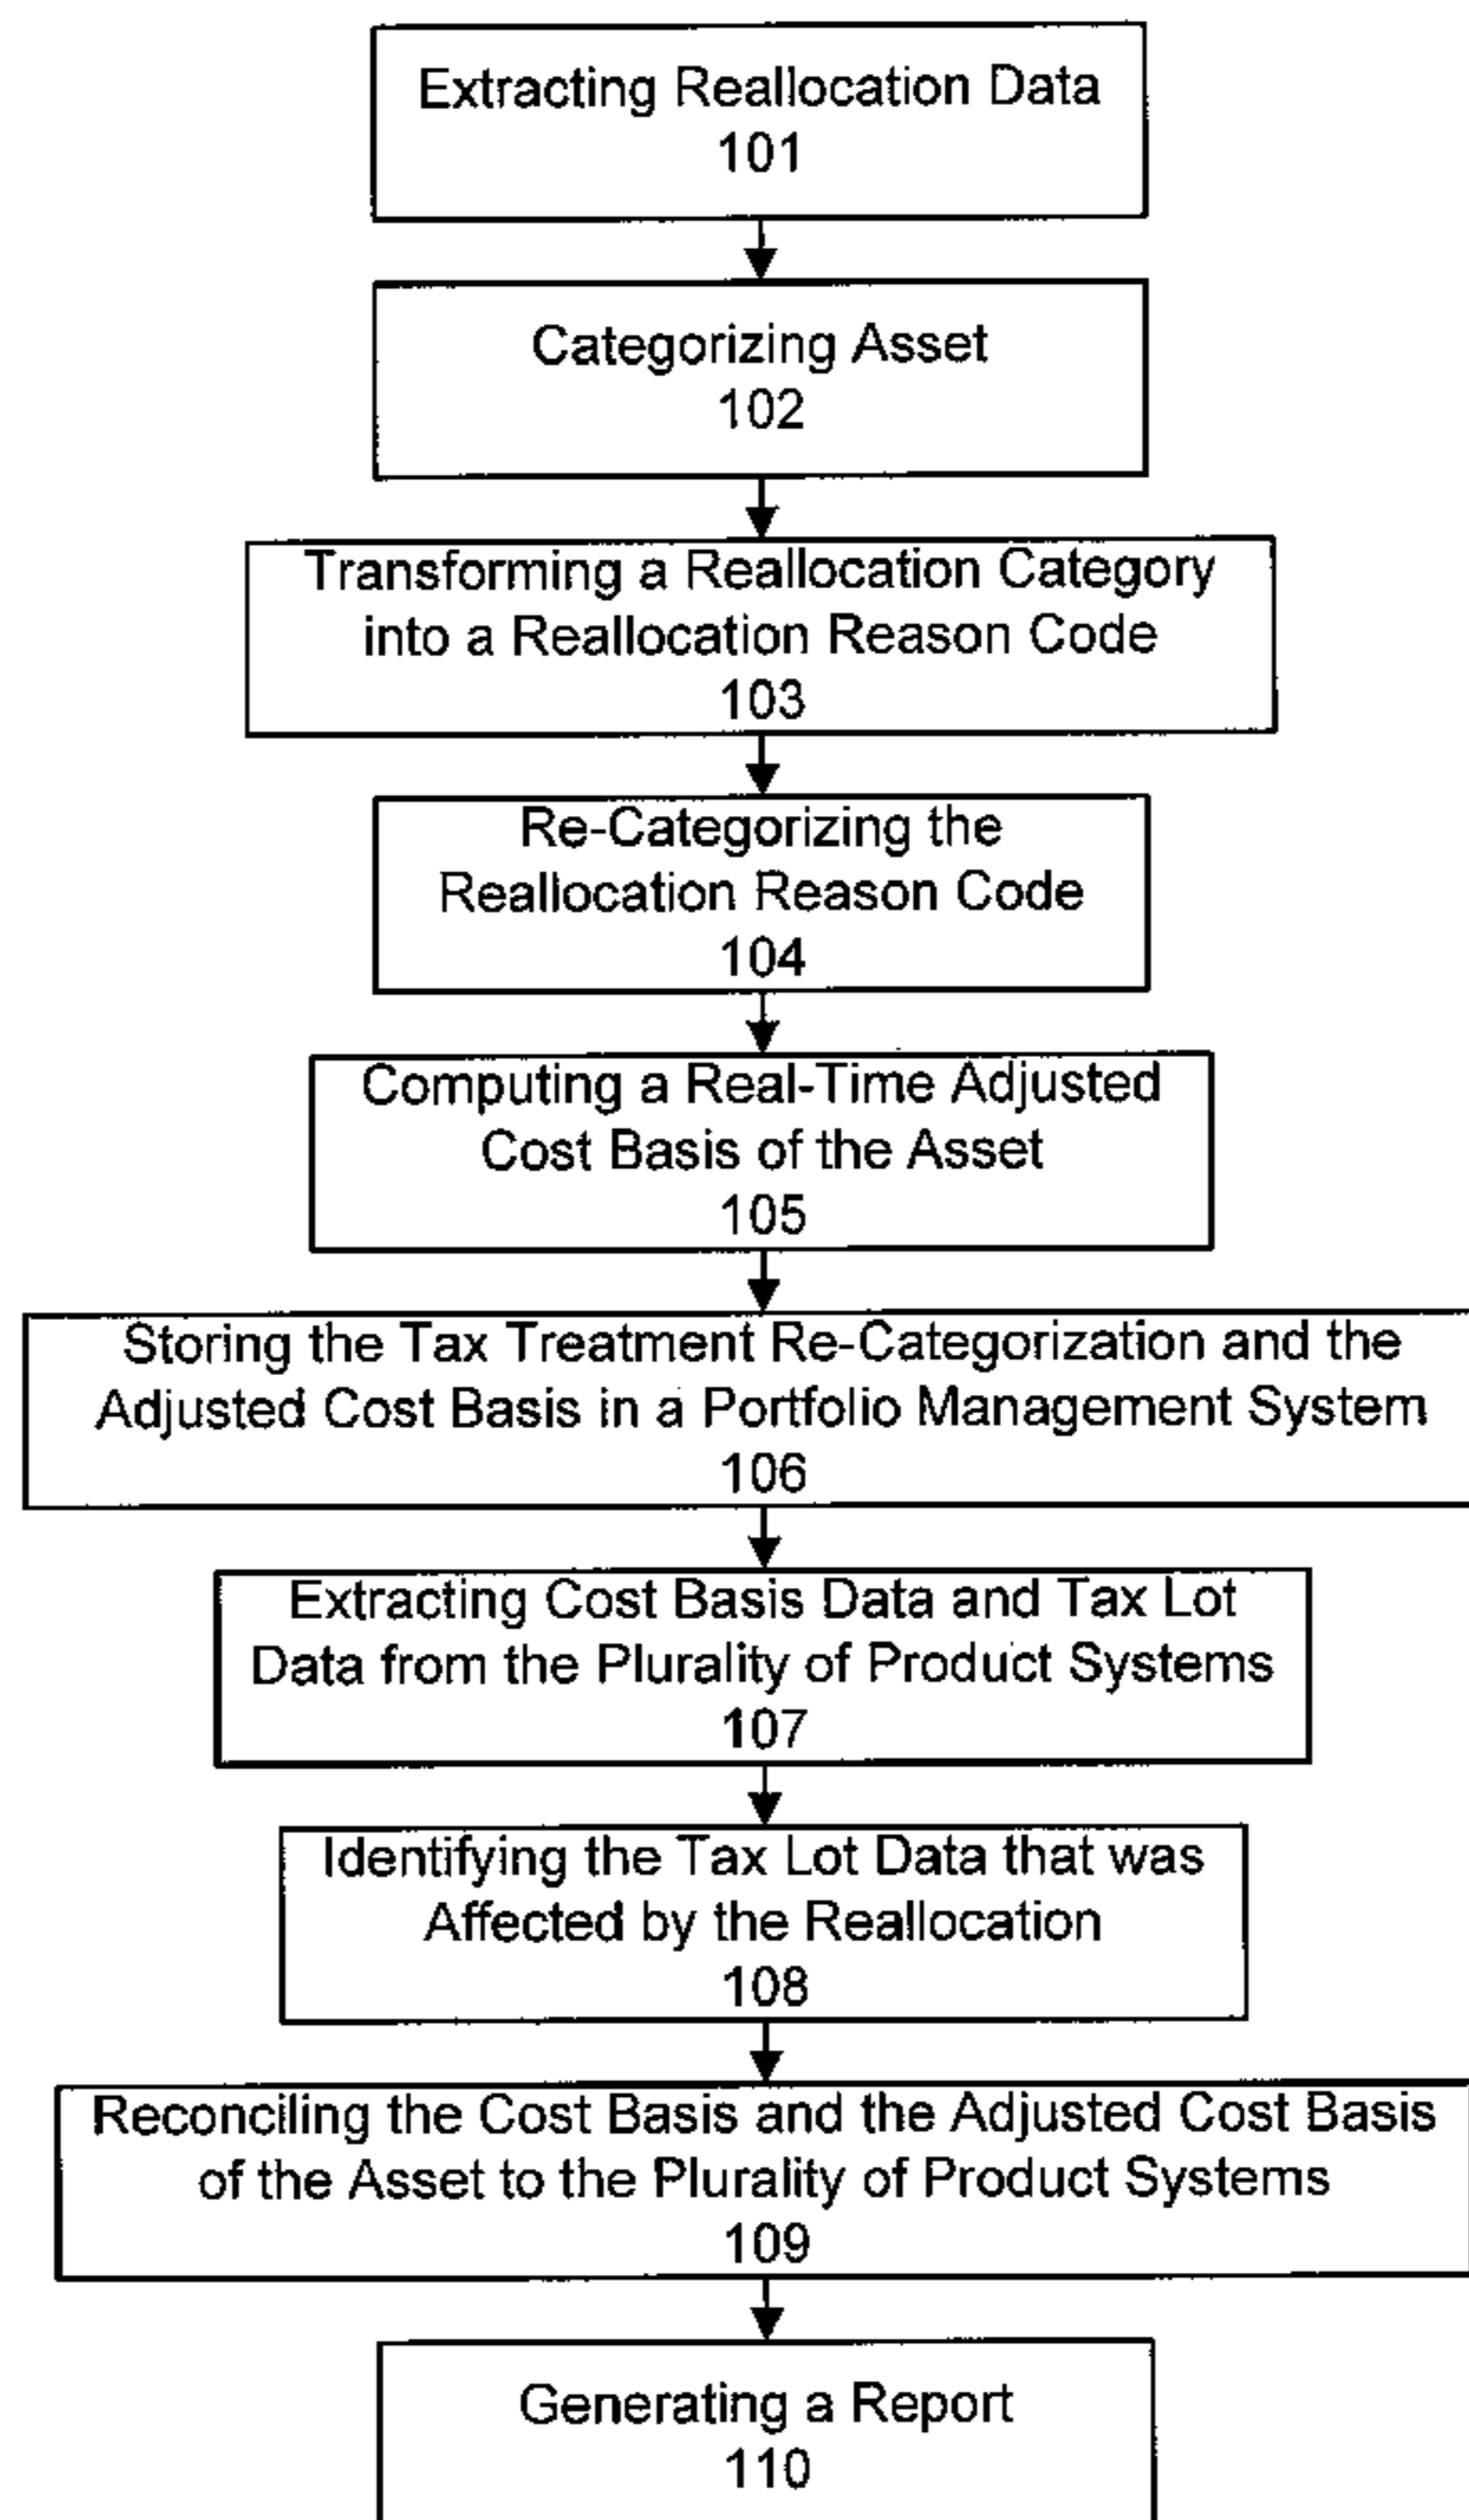 Extracting Reallocation Data
101
Categorizing Asset
102
Transforming a Reallocation Category
into a Reallocation Reason Code
103
Re-Categorizing the
Reallocation Reason Code
104
Computing a Real-Time Adjusted
Cost Basis of the Asset
105
Storing the Tax Treatment Re-Categorization and the
Adjusted Cost Basis in a Portfolio Management System
106
Extracting Cost Basis Data and Tax Lot
Data from the Plurality of Product Systems
107
Identifying the Tax Lot Data that was
Affected by the Reallocation
108
Reconciling the Cost Basis and the Adjusted Cost Basis
of the Asset to the Plurality of Product Systems
109
Generating a Report
110